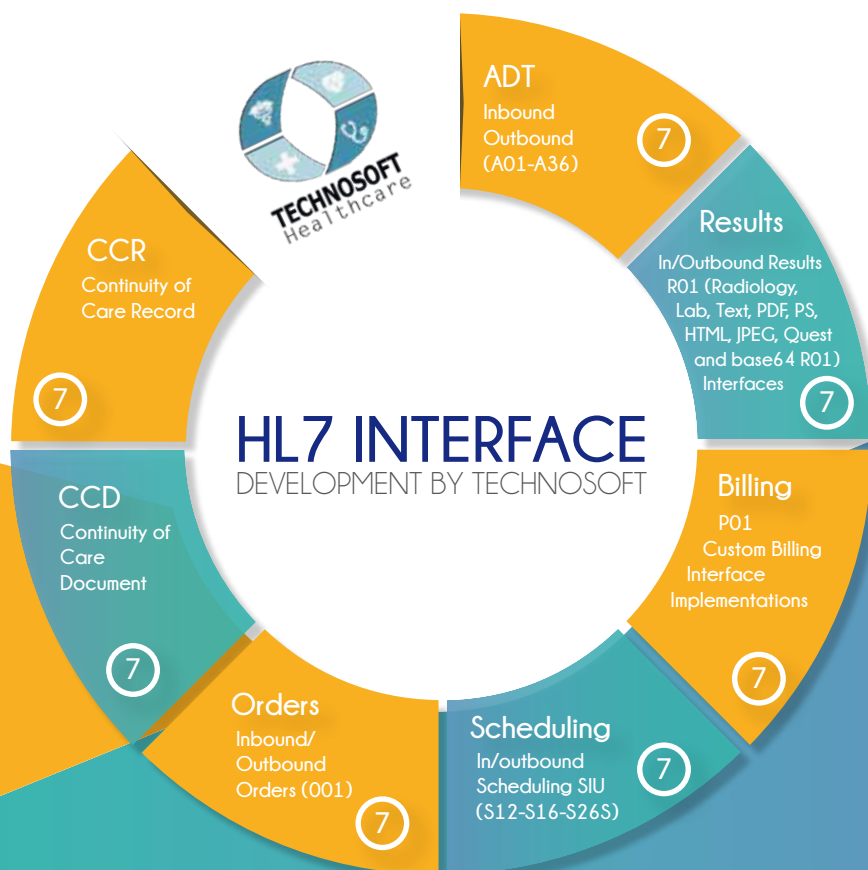 TECHNOSOFT
Healthcare
ADT
Inbound
Outbound
(A01-A36)
7
Results
In/Outbound Results
R01 (Radiology,
Lab, Text, PDF, PS,
HTML, JPEG, Quest
and base64 R01)
Interfaces
7
Billing
P01
Custom Billing
Interface
Implementations
7
Scheduling
In/outbound
Scheduling SIU
(S12-S16-S26S)
7
Orders
Inbound/
Outbound
Orders (001)
7
CCD
Continuity of
Care
Document
7
CCR
Continuity of
Care Record
7
HL7 INTERFACE
DEVELOPMENT BY TECHNOSOFT